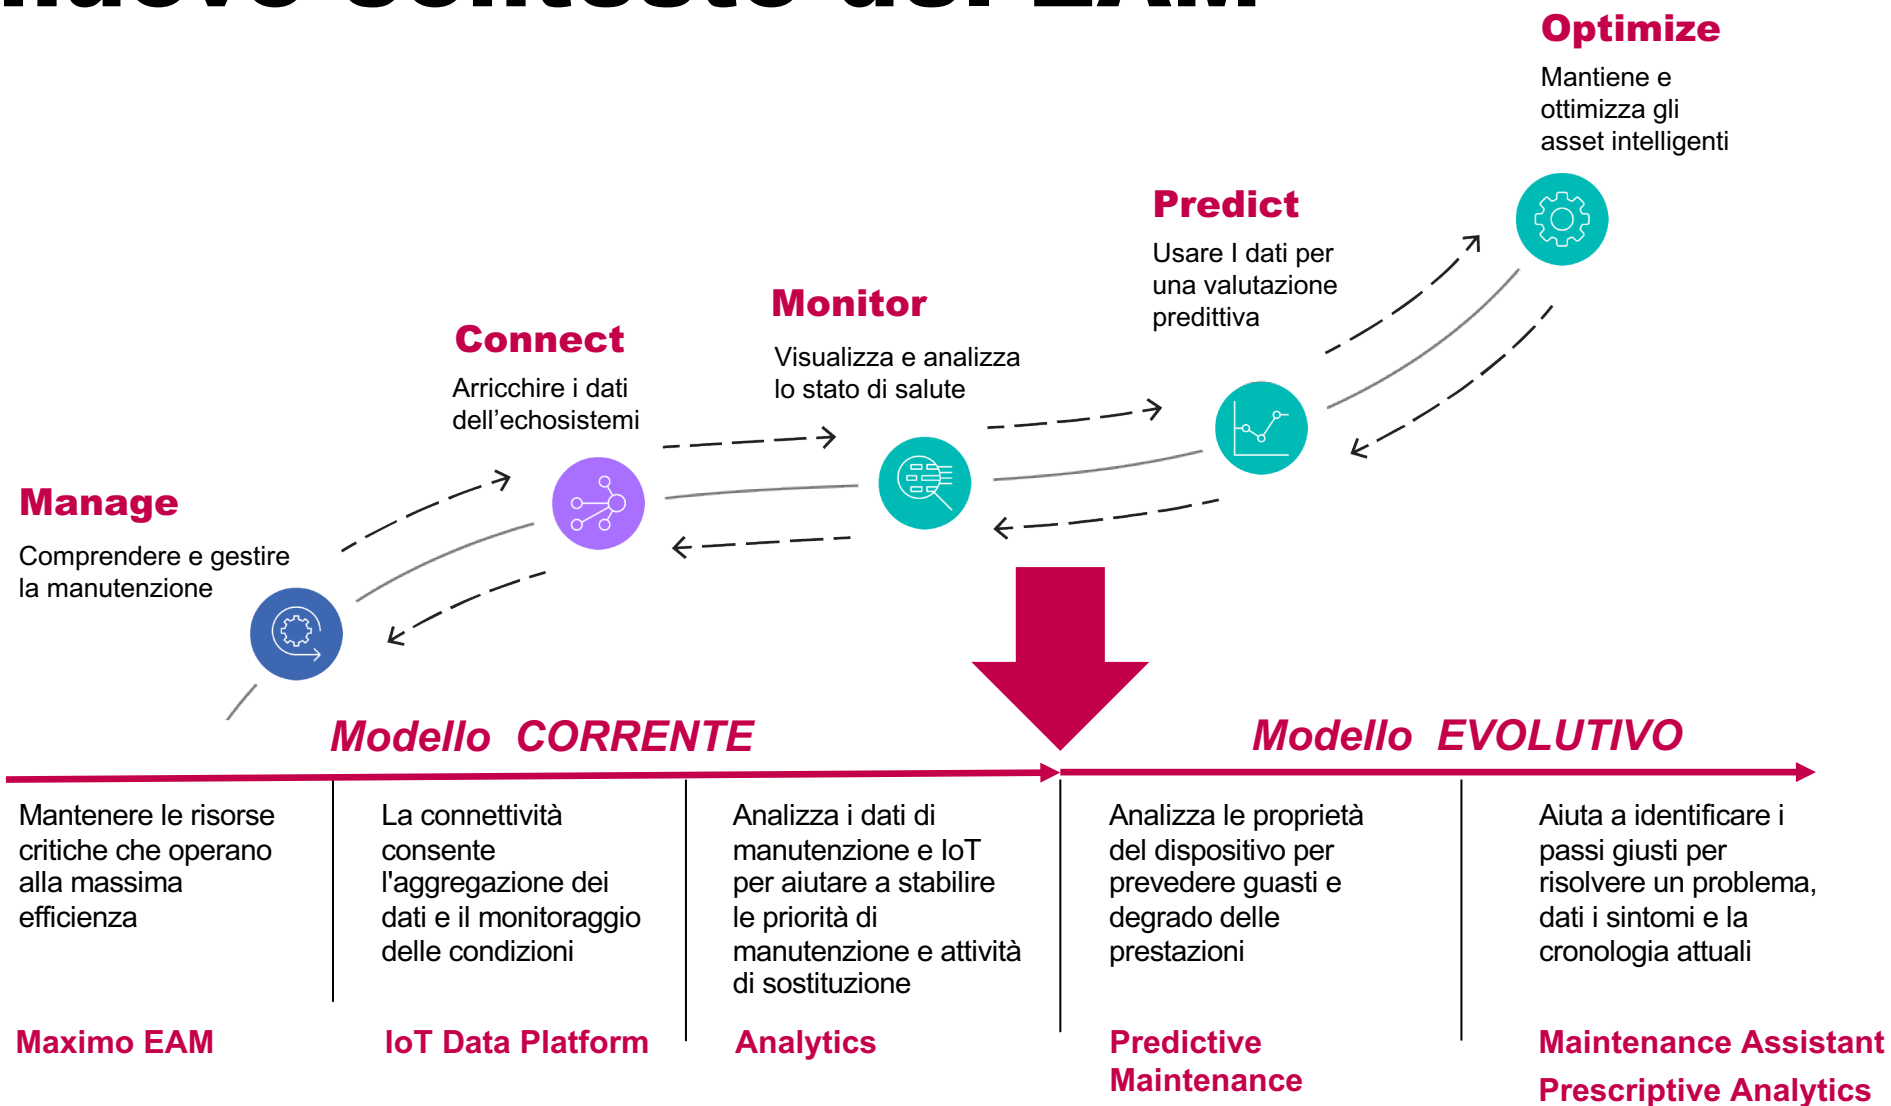 nuovo contesto del EAM
Optimize
Mantiene e
ottimizza gli
asset intelligenti
Predict
Usare I dati per
una valutazione
predittiva
Monitor
Visualizza e analizza
lo stato di salute
Connect
Arricchire i dati
dell'echosistemi
Manage
Comprendere e gestire
la manutenzione
Modello CORRENTE
Modello EVOLUTIVO
Mantenere le risorse
critiche che operano
alla massima
efficienza
La connettività
consente
l'aggregazione dei
dati e il monitoraggio
delle condizioni
Analizza i dati di
manutenzione e IoT
per aiutare a stabilire
le priorità di
manutenzione e attività
di sostituzione
Analizza le proprietà
del dispositivo per
prevedere guasti e
degrado delle
prestazioni
Aiuta a identificare i
passi giusti per
risolvere un problema,
dati i sintomi e la
cronologia attuali
Maximo EAM
IoT Data Platform
Analytics
Predictive
Maintenance
Maintenance Assistant
Prescriptive Analytics